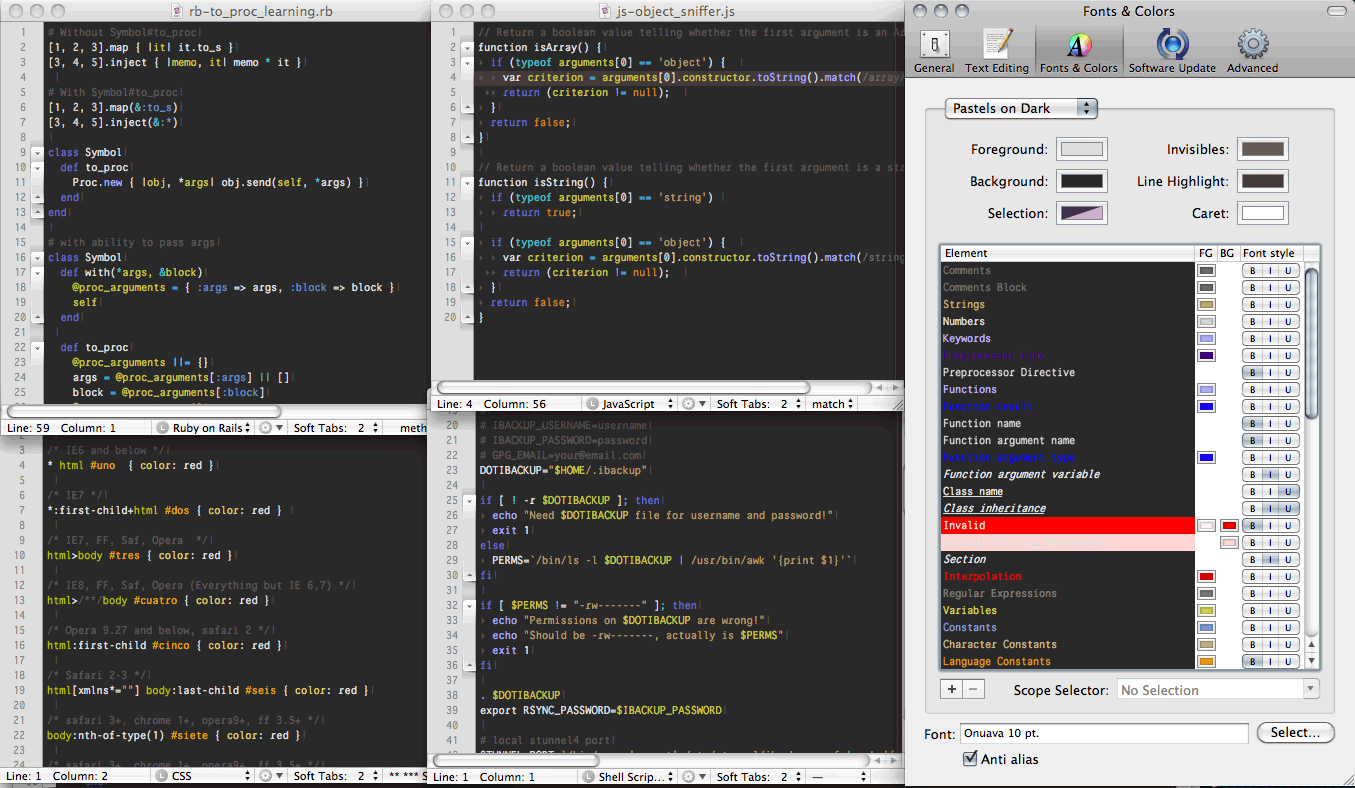 rb-to_proc_learning.rb
1 # Without Symbol#to_proc
2 [1, 2, 3].map { |it| it.to_s }
3 [3, 4, 5].inject { |memo, it| memo * it }
4
5 # With Symbol#to_proc
6 [1, 2, 3].map(&:to_s)
7 [3, 4, 5].inject(&:*)
8
9 class Symbol
10 def to_proc
11 Proc.new { |obj, *args| obj.send(self, *args) }
12 end
13 end
14
15 # with ability to pass args
16 class Symbol
17 def with(*args, &block)
18 @proc_arguments = { :args => args, :block => block }
19 self
20 end
21
22 def to_proc
23 @proc_arguments ||= {}
24 args = @proc_arguments[:args] || []
25 block = @proc_arguments[:block]
Line: 59 Column: 1 Ruby on Rails Soft Tabs: 2 meth
3 /* IE6 and below */
4 * html #uno { color: red }
5
6 /* IE7 */
7 *:first-child+html #dos { color: red }
8
9 /* IE7, FF, Saf, Opera */
10 html>body #tres { color: red }
11
12 /* IE8, FF, Saf, Opera (Everything but IE 6,7) */
13 html>/**/body #cuatro { color: red }
14
15 /* Opera 9.27 and below, safari 2 */
16 html:first-child #cinco { color: red }
17
18 /* Safari 2-3 */
19 html[xmlns*=""] body:last-child #seis { color: red }
20
21 /* safari 3+, chrome 1+, opera9+, ff 3.5+ */
22 body:nth-of-type(1) #siete { color: red }
23
24 /* safari 3+, chrome 1+, opera9+, ff 3.5+ */
Line: 1 Column: 2 CSS Soft Tabs: 2 ** *** S
js-object_sniffer.js
1 // Return a boolean value telling whether the first argument is an Ar
2 function isArray() {
3 if (typeof arguments[0] == 'object') {
4 var criterion = arguments[0].constructor.toString().match(/array/
5 return (criterion != null);
6 }
7 return false;
8 }
9
10 // Return a boolean value telling whether the first argument is a str
11 function isString() {
12 if (typeof arguments[0] == 'string')
13 return true;
14
15 if (typeof arguments[0] == 'object') {
16 var criterion = arguments[0].constructor.toString().match(/string
17 return (criterion != null);
18 }
19 return false;
20 }
Line: 4 Column: 56 JavaScript Soft Tabs: 2 match
20 # IBACKUP_USERNAME=username
21 # IBACKUP_PASSWORD=password
22 # GPG_EMAIL=your@email.com
23 DOTIBACKUP="$HOME/.ibackup"
24
25 if [ ! -r $DOTIBACKUP ]; then
26 echo "Need $DOTIBACKUP file for username and password!"
27 exit 1
28 else
29 PERMS=`/bin/ls -l $DOTIBACKUP | /usr/bin/awk '{print $1}'`
30 fi
31
32 if [ $PERMS != "-rw-------" ]; then
33 echo "Permissions on $DOTIBACKUP are wrong!"
34 echo "Should be -rw-------, actually is $PERMS"
35 exit 1
36 fi
37
38 . $DOTIBACKUP
39 export RSYNC_PASSWORD=$IBACKUP_PASSWORD
40
41 # local stunnel4 port
Line: 1 Column: 1 Shell Scrip... Soft Tabs: 2 —
Fonts & Colors
General Text Editing Fonts & Colors Software Update Advanced
Pastels on Dark
Foreground: Invisibles:
Background: Line Highlight:
Selection: Caret:
Element FG BG Font style
Comments B I U
Comments Block B I U
Strings B I U
Numbers B I U
Keywords B I U
Preprocessor Line B I U
Preprocessor Directive B I U
Functions B I U
Function result B I U
Function name B I U
Function argument name B I U
Function argument type B I U
Function argument variable B I U
Class name B I U
Class inheritance B I U
Invalid B I U
B I U
Section B I U
Interpolation B I U
Regular Expressions B I U
Variables B I U
Constants B I U
Character Constants B I U
Language Constants B I U
+ − Scope Selector: No Selection
Font: Onuava 10 pt. Select...
Anti alias